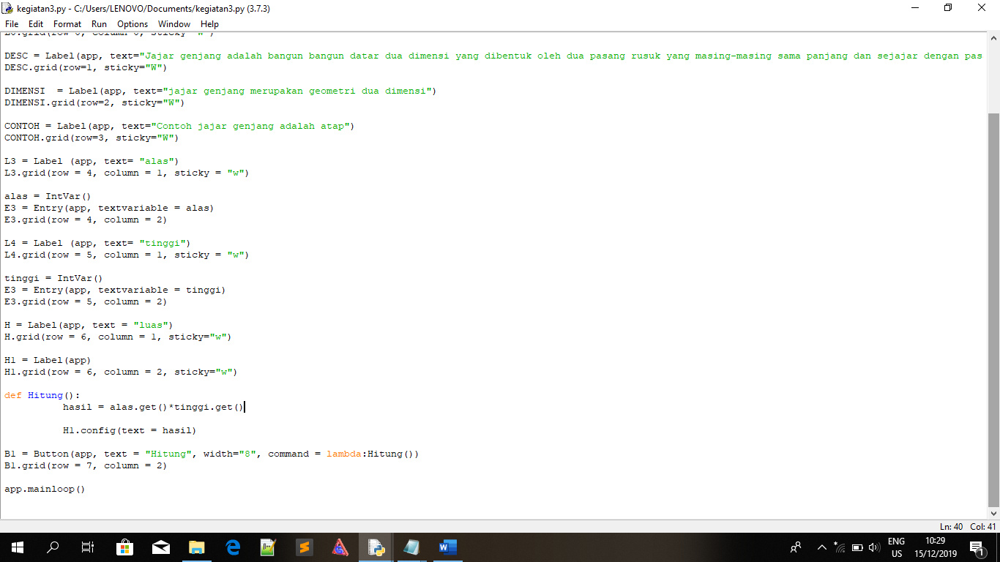 kegiatan3.py - C:/Users/LENOVO/Documents/kegiatan3.py (3.7.3)
File Edit Format Run Options Window Help
DESC = Label(app, text="Jajar genjang adalah bangun bangun datar dua dimensi yang dibentuk oleh dua pasang rusuk yang masing-masing sama panjang dan sejajar dengan pas
DESC.grid(row=1, sticky="W")
DIMENSI  = Label(app, text="jajar genjang merupakan geometri dua dimensi")
DIMENSI.grid(row=2, sticky="W")
CONTOH = Label(app, text="Contoh jajar genjang adalah atap")
CONTOH.grid(row=3, sticky="W")
L3 = Label (app, text= "alas")
L3.grid(row = 4, column = 1, sticky = "w")
alas = IntVar()
E3 = Entry(app, textvariable = alas)
E3.grid(row = 4, column = 2)
L4 = Label (app, text= "tinggi")
L4.grid(row = 5, column = 1, sticky = "w")
tinggi = IntVar()
E3 = Entry(app, textvariable = tinggi)
E3.grid(row = 5, column = 2)
H = Label(app, text = "luas")
H.grid(row = 6, column = 1, sticky="w")
H1 = Label(app)
H1.grid(row = 6, column = 2, sticky="w")
def Hitung():
          hasil = alas.get()*tinggi.get()
          H1.config(text = hasil)
B1 = Button(app, text = "Hitung", width="8", command = lambda:Hitung())
B1.grid(row = 7, column = 2)
app.mainloop()
Ln: 40 Col: 41
ENG
US
10:29
15/12/2019
1